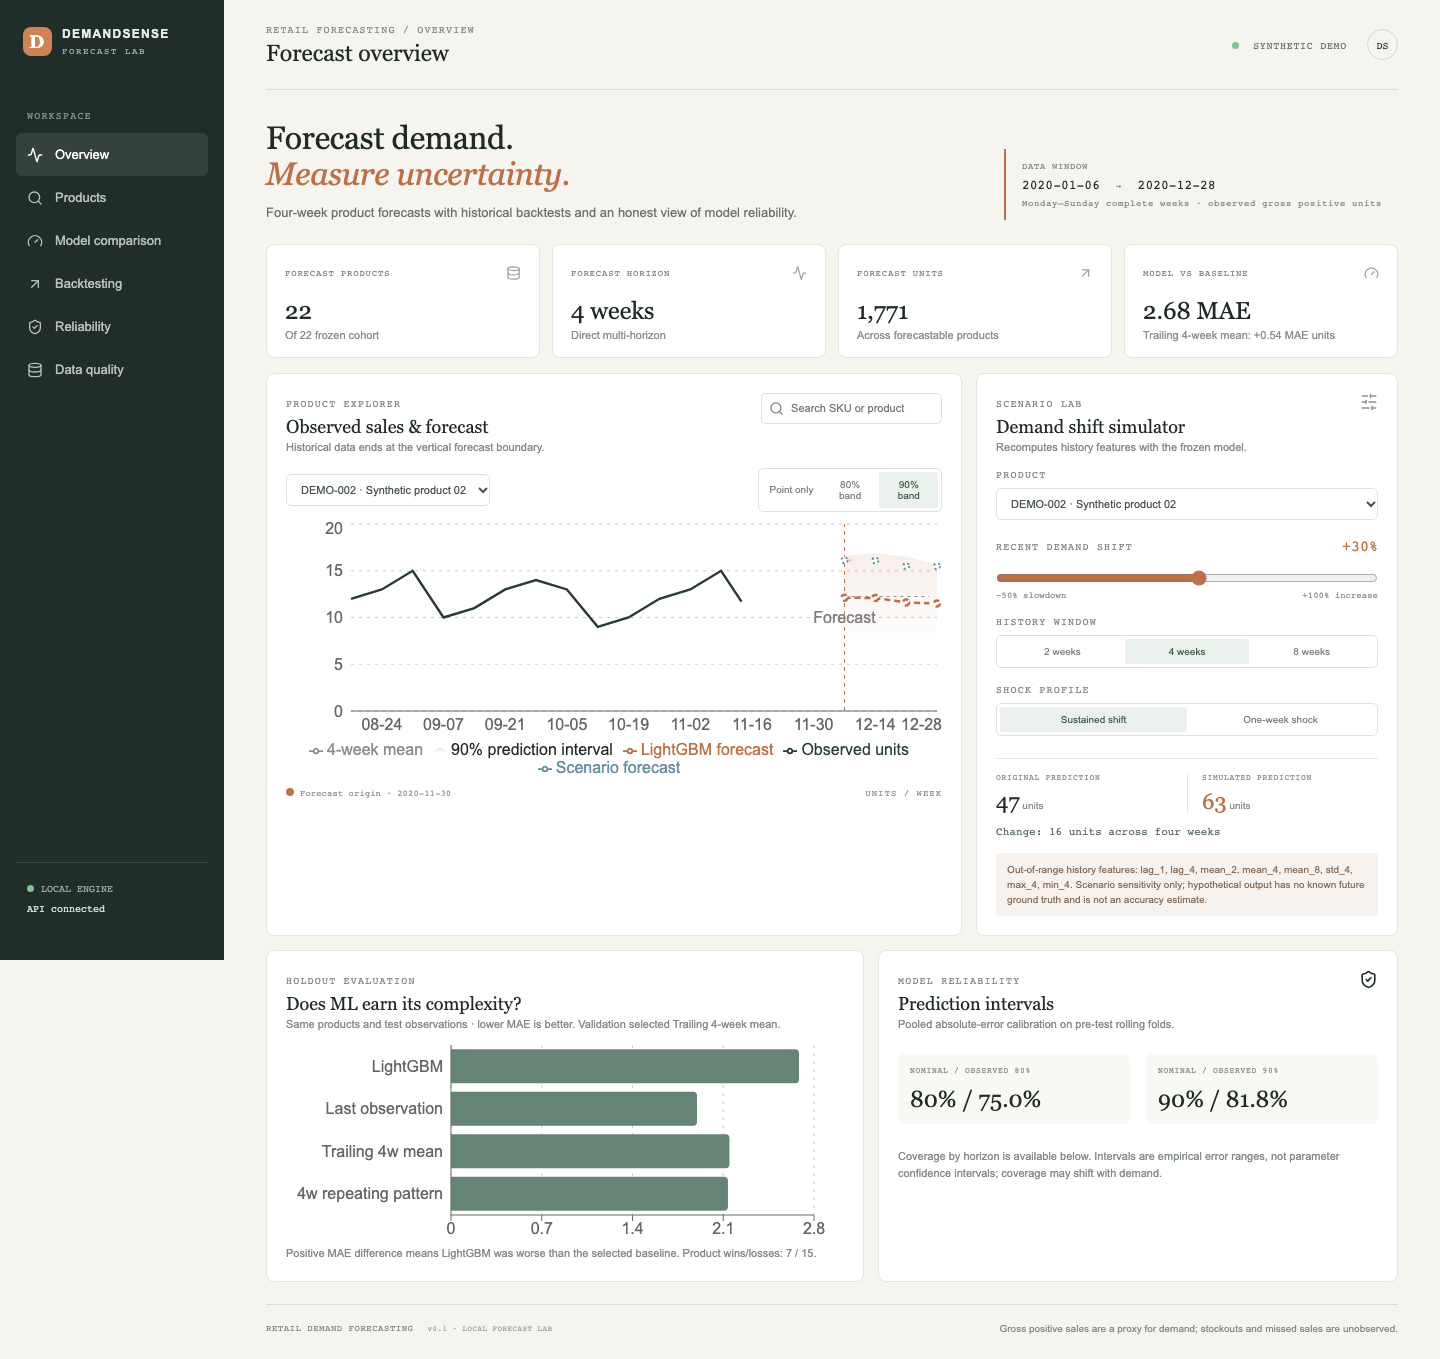 D
DEMANDSENSE
FORECAST LAB
WORKSPACE
Overview
Products
Model comparison
Backtesting
Reliability
Data quality
LOCAL ENGINE
API connected
RETAIL FORECASTING / OVERVIEW
Forecast overview
SYNTHETIC DEMO
DS
Forecast demand.
Measure uncertainty.
Four-week product forecasts with historical backtests and an honest view of model reliability.
DATA WINDOW
2020-01-06 → 2020-12-28
Monday–Sunday complete weeks · observed gross positive units
FORECAST PRODUCTS
22
Of 22 frozen cohort
FORECAST HORIZON
4 weeks
Direct multi-horizon
FORECAST UNITS
1,771
Across forecastable products
MODEL VS BASELINE
2.68 MAE
Trailing 4-week mean: +0.54 MAE units
PRODUCT EXPLORER
Observed sales & forecast
Historical data ends at the vertical forecast boundary.
Search SKU or product
DEMO-002 · Synthetic product 02
Point only
80% band
90% band
20
15
10
5
0
Forecast
08-24 09-07 09-21 10-05 10-19 11-02 11-16 11-30 12-14 12-28
4-week mean 90% prediction interval LightGBM forecast Observed units
Scenario forecast
Forecast origin · 2020-11-30
UNITS / WEEK
SCENARIO LAB
Demand shift simulator
Recomputes history features with the frozen model.
PRODUCT
DEMO-002 · Synthetic product 02
RECENT DEMAND SHIFT
+30%
−50% slowdown
+100% increase
HISTORY WINDOW
2 weeks
4 weeks
8 weeks
SHOCK PROFILE
Sustained shift
One-week shock
ORIGINAL PREDICTION
47 units
SIMULATED PREDICTION
63 units
Change: 16 units across four weeks
Out-of-range history features: lag_1, lag_4, mean_2, mean_4, mean_8, std_4,
max_4, min_4. Scenario sensitivity only; hypothetical output has no known future
ground truth and is not an accuracy estimate.
HOLDOUT EVALUATION
Does ML earn its complexity?
Same products and test observations · lower MAE is better. Validation selected Trailing 4-week mean.
LightGBM
Last observation
Trailing 4w mean
4w repeating pattern
0 0.7 1.4 2.1 2.8
Positive MAE difference means LightGBM was worse than the selected baseline. Product wins/losses: 7 / 15.
MODEL RELIABILITY
Prediction intervals
Pooled absolute-error calibration on pre-test rolling folds.
NOMINAL / OBSERVED 80%
80% / 75.0%
NOMINAL / OBSERVED 90%
90% / 81.8%
Coverage by horizon is available below. Intervals are empirical error ranges, not parameter
confidence intervals; coverage may shift with demand.
RETAIL DEMAND FORECASTING
v0.1 · LOCAL FORECAST LAB
Gross positive sales are a proxy for demand; stockouts and missed sales are unobserved.